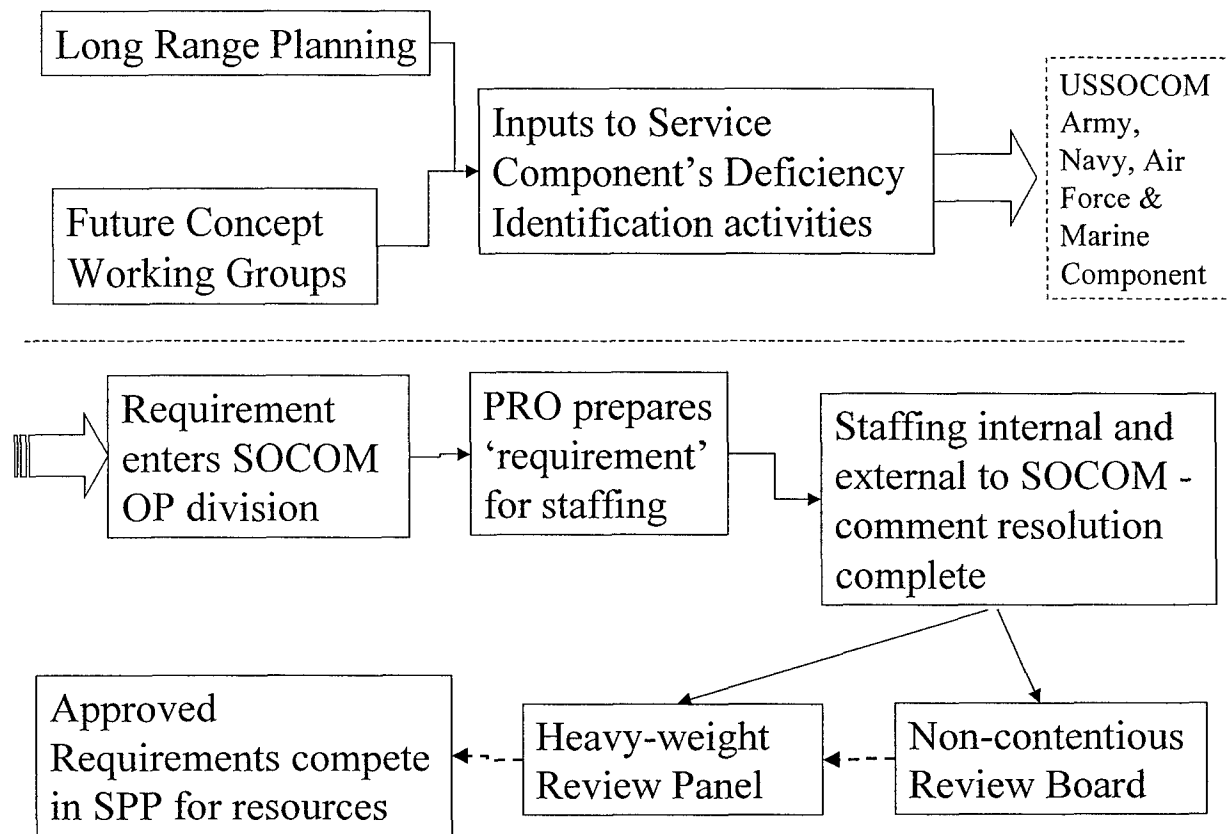 Long Range Planning
Future Concept
Working Groups
Inputs to Service
Component's Deficiency
Identification activities
USSOCOM
Army,
Navy, Air
Force &
Marine
Component
Requirement
enters SOCOM
OP division
PRO prepares
‘requirement’
for staffing
Staffing internal and
external to SOCOM -
comment resolution
complete
Approved
Requirements compete
in SPP for resources
Heavy-weight
Review Panel
Non-contentious
Review Board